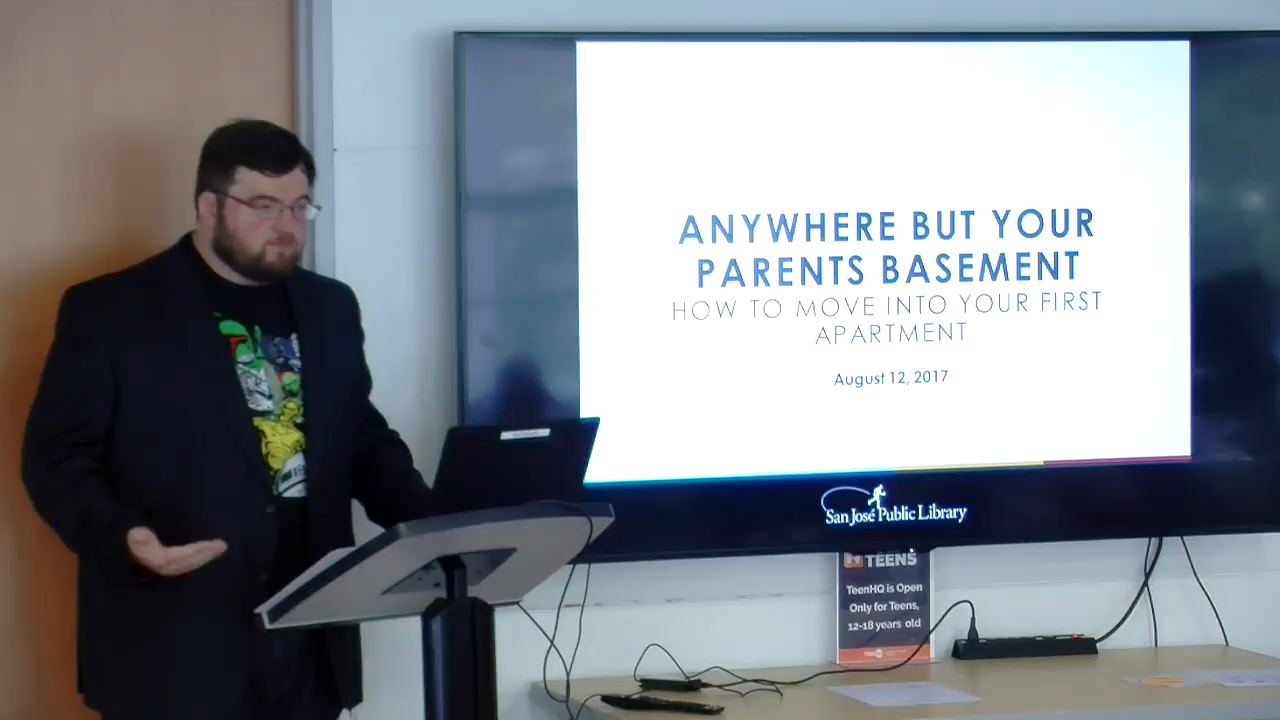 ANYWHERE BUT YOUR
PARENTS BASEMENT
HOW TO MOVE INTO YOUR FIRST
APARTMENT
August 12, 2017
San José Public Library
TEENS
TeenHQ is Open
Only for Teens,
12-18 years old